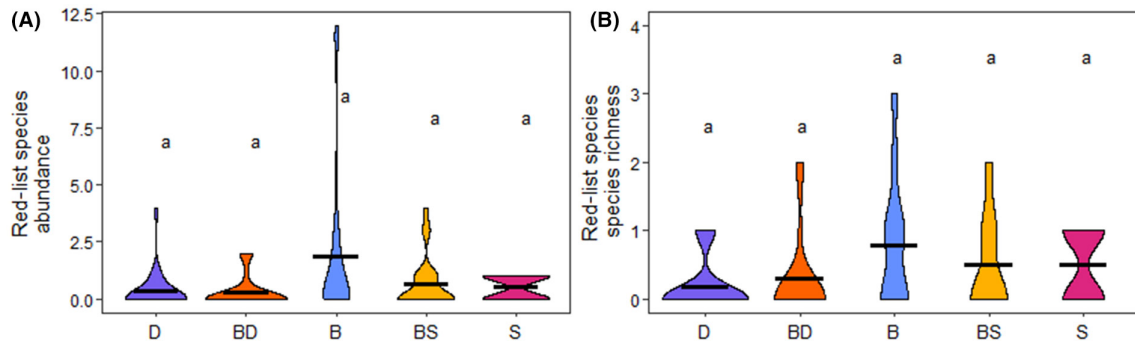 (A)
Red-list species
abundance
12.5
10.0
7.5
5.0
2.5
0.0
a
a
a
a
a
D
BD
B
BS
S
(B)
Red-list species
species richness
4
3
2
1
0
a
a
a
a
a
D
BD
B
BS
S